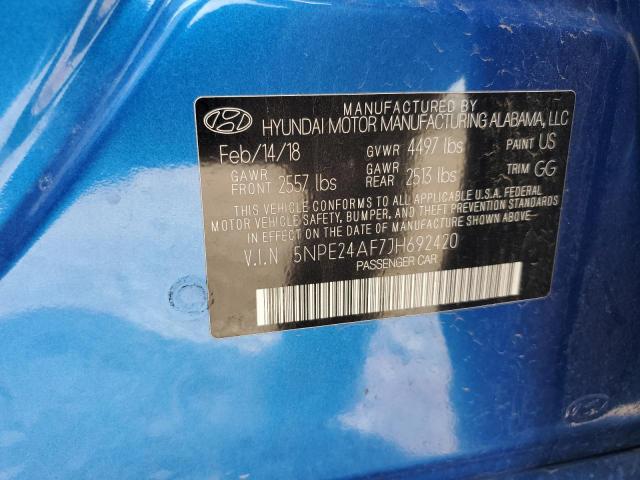 MANUFACTURED BY
HYUNDAI MOTOR MANUFACTURING ALABAMA, LLC
Feb/14/18 GVWR 4497 lbs PAINT US
GAWR FRONT 2557 lbs GAWR REAR 2513 lbs TRIM GG
THIS VEHICLE CONFORMS TO ALL APPLICABLE U.S.A. FEDERAL
MOTOR VEHICLE SAFETY, BUMPER, AND THEFT PREVENTION STANDARDS
IN EFFECT ON THE DATE OF MANUFACTURE SHOWN ABOVE.
V.I.N 5NPE24AF7JH692420
PASSENGER CAR